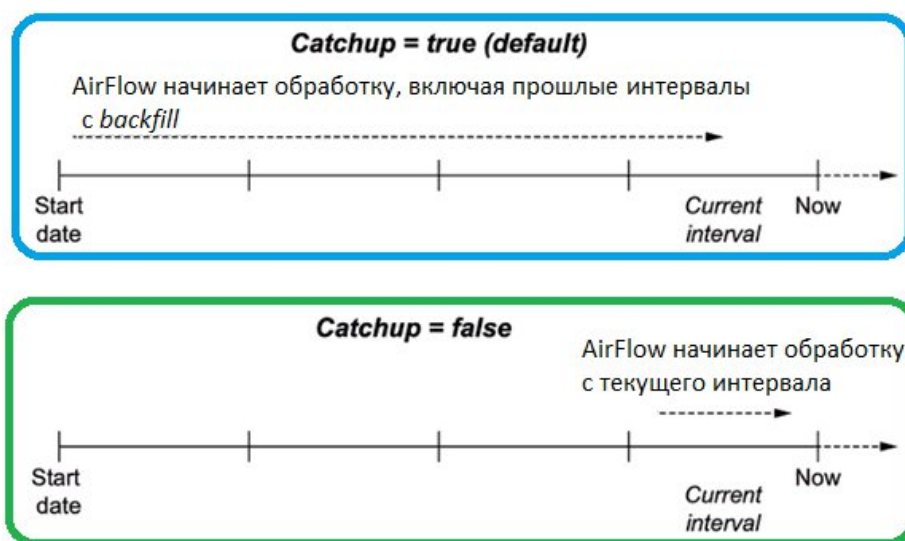 Catchup = true (default)
AirFlow начинает обработку, включая прошлые интервалы
с backfill
Start
date
Current
interval
Now
Catchup = false
AirFlow начинает обработку
с текущего интервала
Start
date
Current
interval
Now